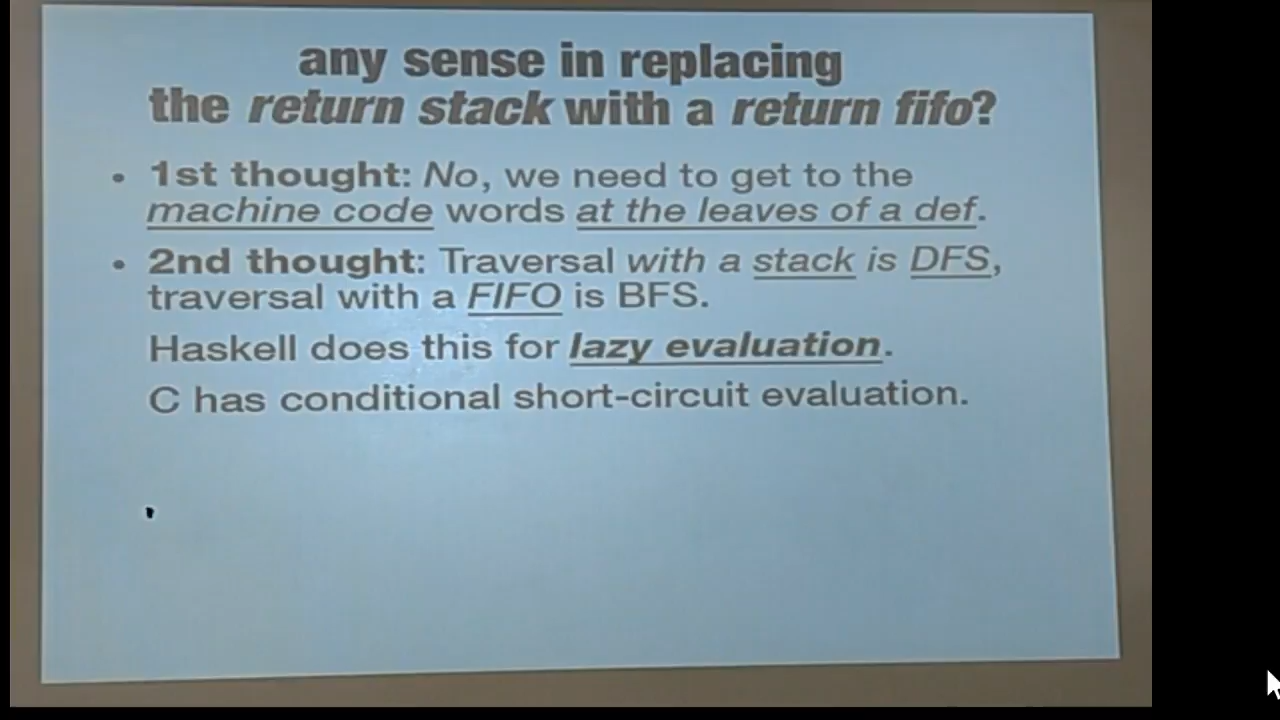 any sense in replacing
the return stack with a return fifo?
• 1st thought: No, we need to get to the
machine code words at the leaves of a def.
• 2nd thought: Traversal with a stack is DFS,
traversal with a FIFO is BFS.
Haskell does this for lazy evaluation.
C has conditional short-circuit evaluation.